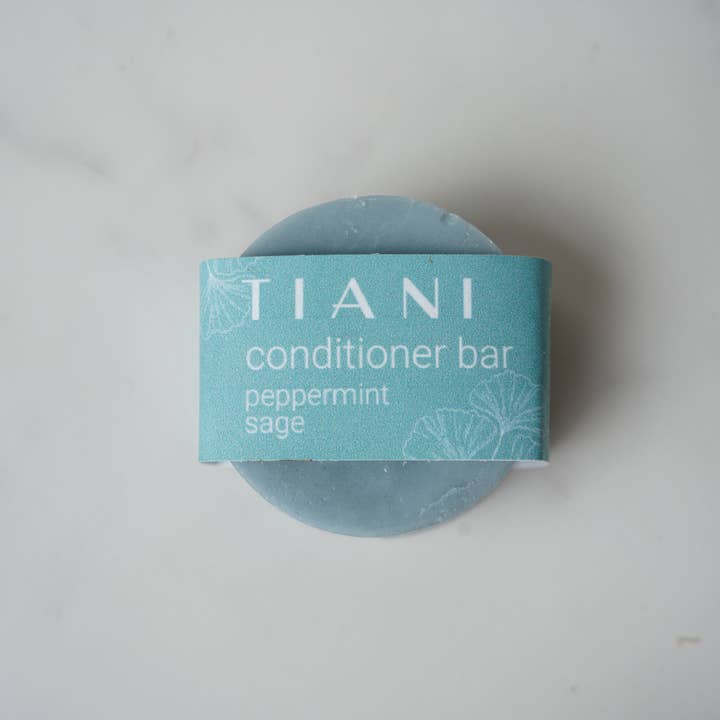 TIANI
conditioner bar
peppermint
sage